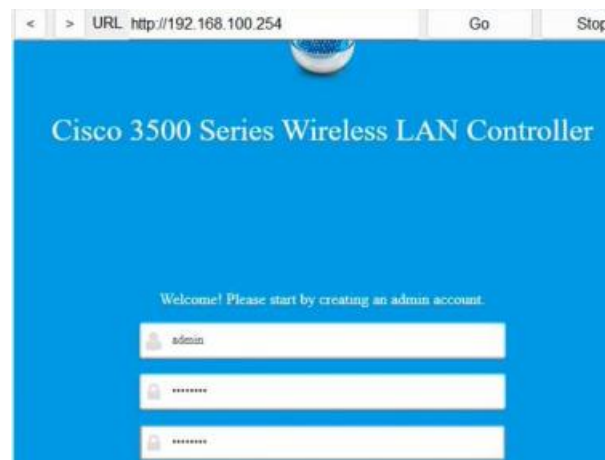 < > URL http://192.168.100.254 Go Stop
Cisco 3500 Series Wireless LAN Controller
Welcome! Please start by creating an admin account.
admin
••••••••
••••••••